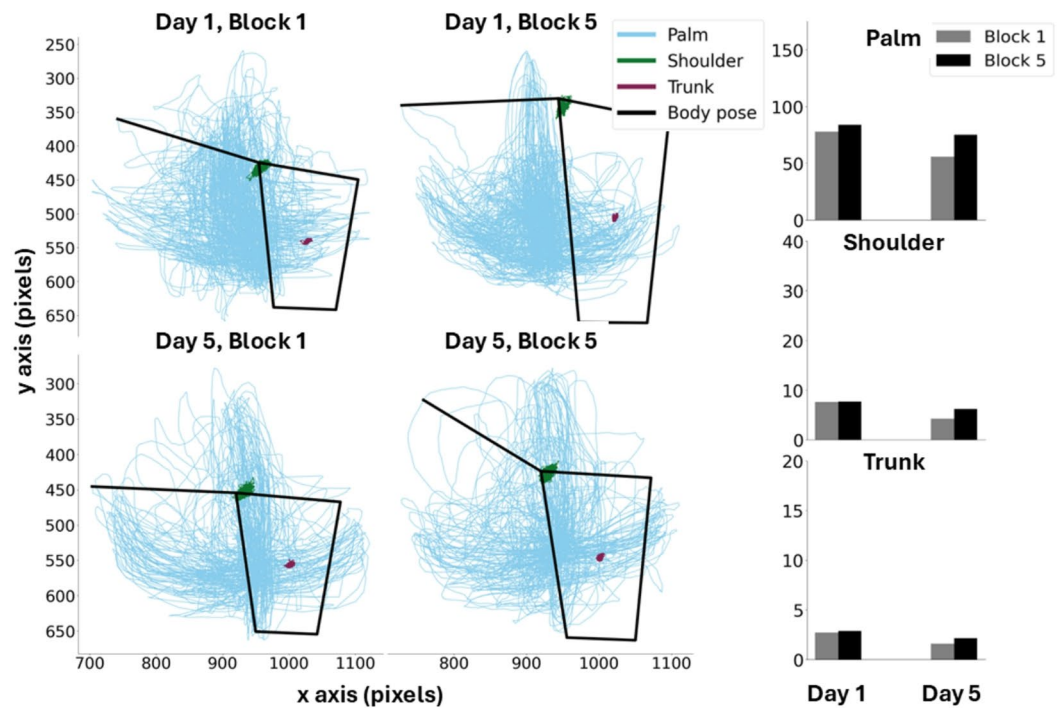 Day 1, Block 1
Day 1, Block 5
Palm
Shoulder
Trunk
Body pose
Palm
Block 1
Block 5
250
300
350
400
450
500
550
600
650
150
100
50
0
Shoulder
40
30
20
10
0
y axis (pixels)
Day 5, Block 1
Day 5, Block 5
300
350
400
450
500
550
600
650
Trunk
20
15
10
5
0
700 800 900 1000 1100
800 900 1000 1100
x axis (pixels)
Day 1 Day 5